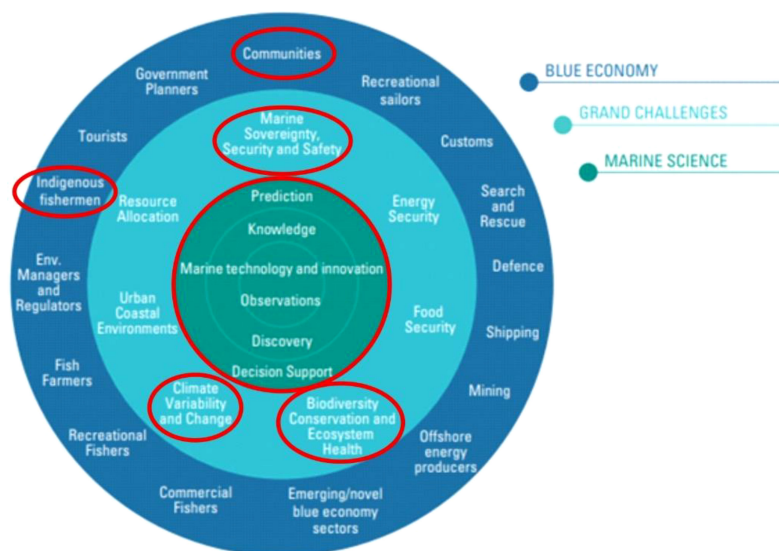 Communities
Government
Planners
Recreational
sailors
Tourists
Customs
Indigenous
fishermen
Search
and
Rescue
Env.
Managers
and
Regulators
Defence
Fish
Farmers
Shipping
Recreational
Fishers
Mining
Commercial
Fishers
Offshore
energy
producers
Emerging/novel
blue economy
sectors
Marine
Sovereignty,
Security and Safety
Resource
Allocation
Energy
Security
Urban
Coastal
Environments
Food
Security
Climate
Variability
and Change
Biodiversity
Conservation and
Ecosystem
Health
Prediction
Knowledge
Marine technology and innovation
Observations
Discovery
Decision Support
BLUE ECONOMY
GRAND CHALLENGES
MARINE SCIENCE